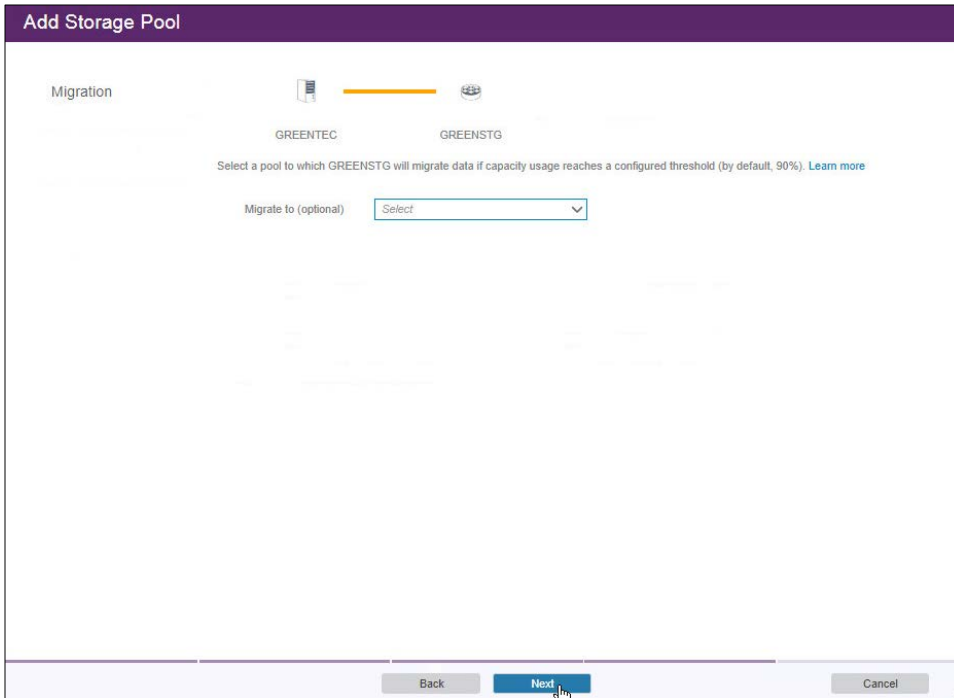 Add Storage Pool
Migration
GREENTEC GREENSTG
Select a pool to which GREENSTG will migrate data if capacity usage reaches a configured threshold (by default, 90%). Learn more
Migrate to (optional) Select
Back Next Cancel